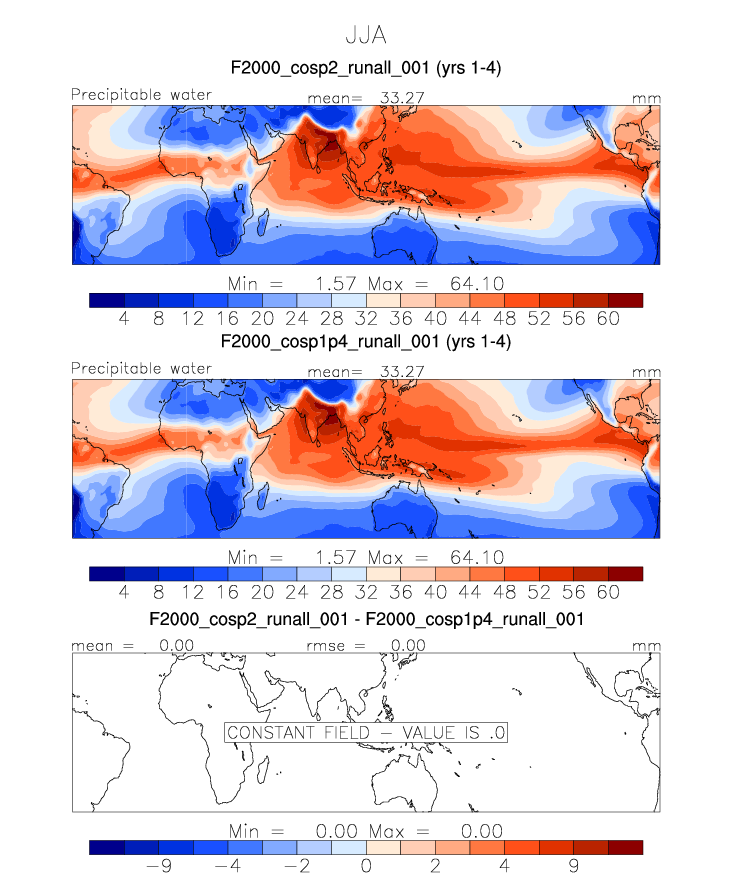 JJA
F2000_cosp2_runall_001 (yrs 1-4)
Precipitable water mean= 33.27 mm
Min = 1.57 Max = 64.10
4 8 12 16 20 24 28 32 36 40 44 48 52 56 60
F2000_cosp1p4_runall_001 (yrs 1-4)
Precipitable water mean= 33.27 mm
Min = 1.57 Max = 64.10
4 8 12 16 20 24 28 32 36 40 44 48 52 56 60
F2000_cosp2_runall_001 - F2000_cosp1p4_runall_001
mean = 0.00 rmse = 0.00 mm
CONSTANT FIELD - VALUE IS .0
Min = 0.00 Max = 0.00
-9 -4 -2 0 2 4 9